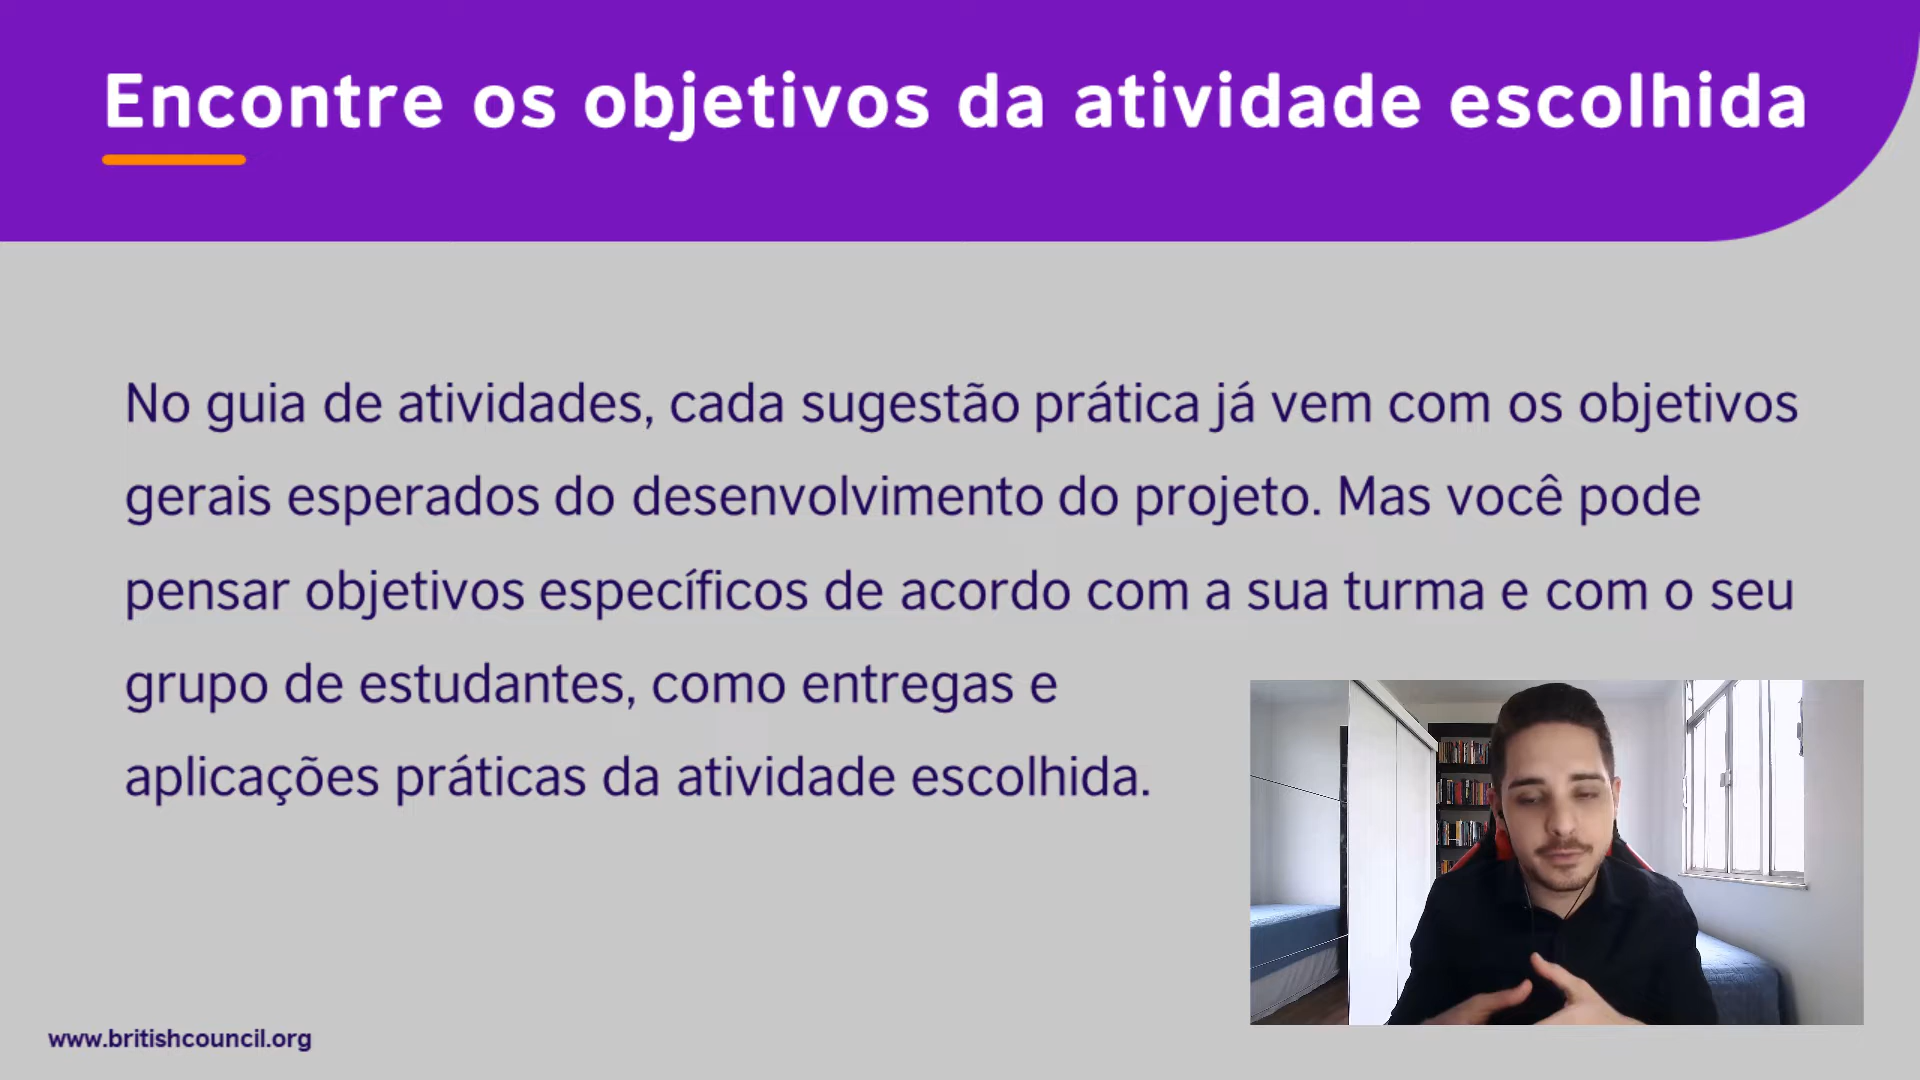 Encontre os objetivos da atividade escolhida
No guia de atividades, cada sugestão prática já vem com os objetivos
gerais esperados do desenvolvimento do projeto. Mas você pode
pensar objetivos específicos de acordo com a sua turma e com o seu
grupo de estudantes, como entregas e
aplicações práticas da atividade escolhida.
www.britishcouncil.org